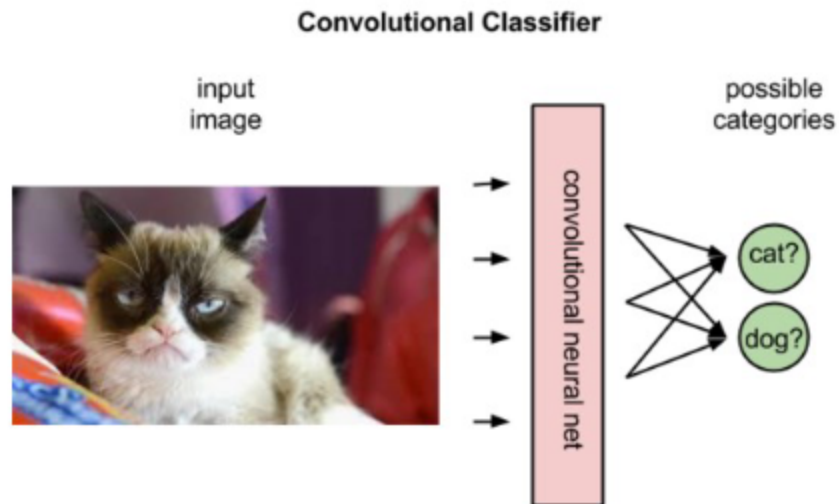 Convolutional Classifier
input
image
possible
categories
convolutional neural net
cat?
dog?